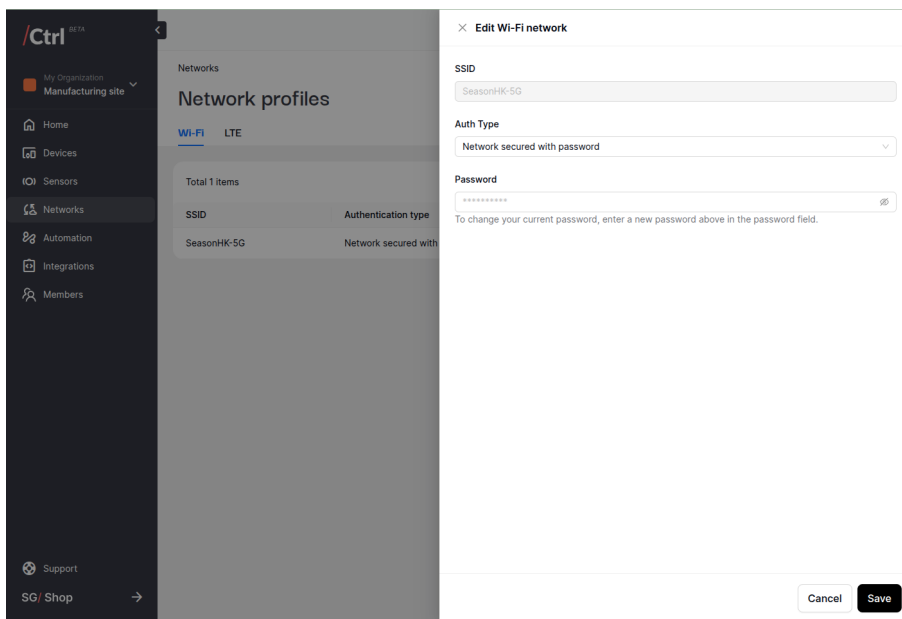 /Ctrl BETA
My Organization
Manufacturing site
Home
Devices
Sensors
Networks
Automation
Integrations
Members
Support
SG/ Shop
Networks
Network profiles
Wi-Fi LTE
Total 1 items
SSID Authentication type
SeasonHK-5G Network secured with
Edit Wi-Fi network
SSID
SeasonHK-5G
Auth Type
Network secured with password
Password
**********
To change your current password, enter a new password above in the password field.
Cancel Save